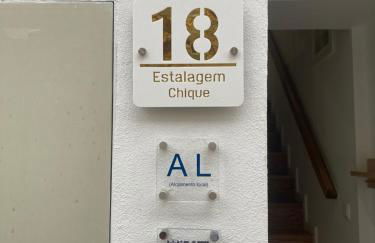 18
Estalagem
Chique
AL
(Alojamento local)